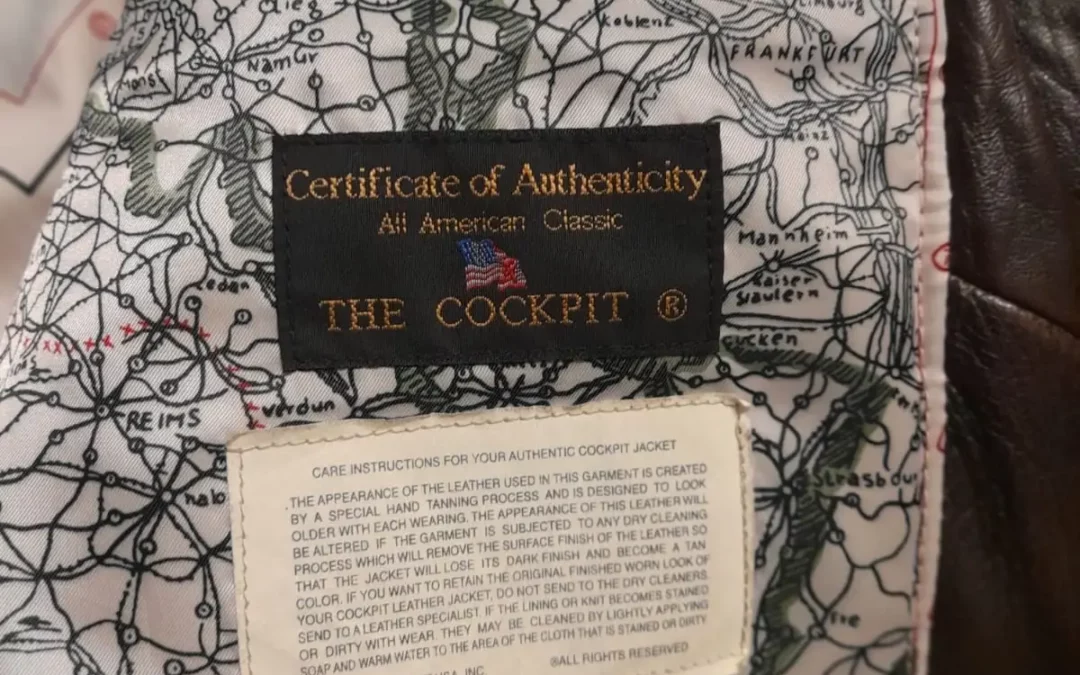 Namur
Koblenz
Limburg
FRANKFURT
Mons
Certificate of Authenticity
All American Classic
THE COCKPIT ®
Mannheim
Kaiser
slautern
edan
ucken
REIMS
Verdun
Strasbou
CARE INSTRUCTIONS FOR YOUR AUTHENTIC COCKPIT JACKET
.THE APPEARANCE OF THE LEATHER USED IN THIS GARMENT IS CREATED
BY A SPECIAL HAND TANNING PROCESS AND IS DESIGNED TO LOOK
OLDER WITH EACH WEARING. THE APPEARANCE OF THIS LEATHER WILL
BE ALTERED IF THE GARMENT IS SUBJECTED TO ANY DRY CLEANING
PROCESS WHICH WILL REMOVE THE SURFACE FINISH OF THE LEATHER SO
THAT THE JACKET WILL LOSE ITS DARK FINISH AND BECOME A TAN
COLOR. IF YOU WANT TO RETAIN THE ORIGINAL FINISHED WORN LOOK OF
YOUR COCKPIT LEATHER JACKET, DO NOT SEND TO THE DRY CLEANERS.
SEND TO A LEATHER SPECIALIST. IF THE LINING OR KNIT BECOMES STAINED
OR DIRTY WITH WEAR. THEY MAY BE CLEANED BY LIGHTLY APPLYING
SOAP AND WARM WATER TO THE AREA OF THE CLOTH THAT IS STAINED OR DIRTY
USA, INC. ®ALL RIGHTS RESERVED